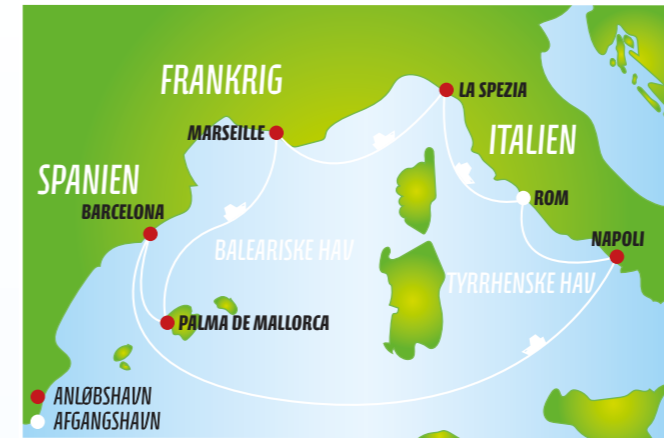 FRANKRIG
LA SPEZIA
MARSEILLE
ITALIEN
SPANIEN
ROM
BARCELONA
NAPOLI
BALEARISKE HAV
TYRRHENSKE HAV
PALMA DE MALLORCA
ANLØBSHAVN
AFGANGSHAVN